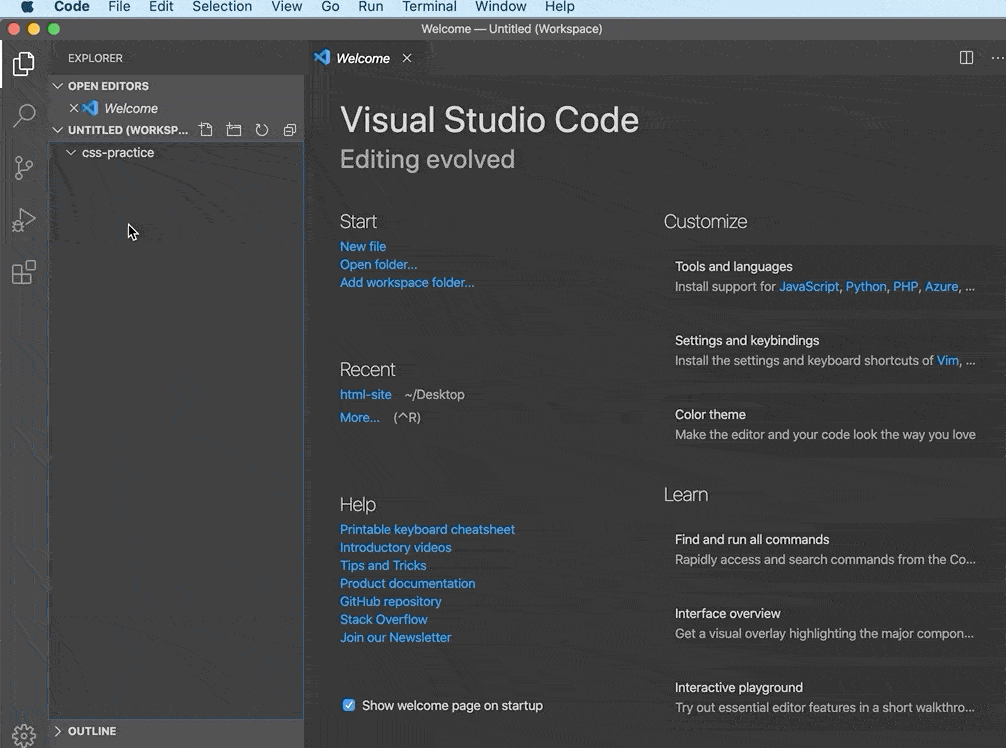 Code File Edit Selection View Go Run Terminal Window Help
Welcome — Untitled (Workspace)
EXPLORER
OPEN EDITORS
Welcome
UNTITLED (WORKSP...
css-practice
OUTLINE
Welcome
Visual Studio Code
Editing evolved
Start
New file
Open folder...
Add workspace folder...
Recent
html-site ~/Desktop
More... (^R)
Help
Printable keyboard cheatsheet
Introductory videos
Tips and Tricks
Product documentation
GitHub repository
Stack Overflow
Join our Newsletter
Show welcome page on startup
Customize
Tools and languages
Install support for JavaScript, Python, PHP, Azure, ...
Settings and keybindings
Install the settings and keyboard shortcuts of Vim, ...
Color theme
Make the editor and your code look the way you love
Learn
Find and run all commands
Rapidly access and search commands from the Co...
Interface overview
Get a visual overlay highlighting the major compon...
Interactive playground
Try out essential editor features in a short walkthro...